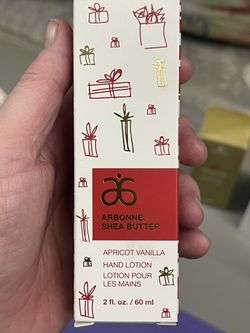 ARBONNE.
SHEA BUTTER
APRICOT VANILLA
HAND LOTION
LOTION POUR
LES MAINS
2 fl. oz. / 60 ml